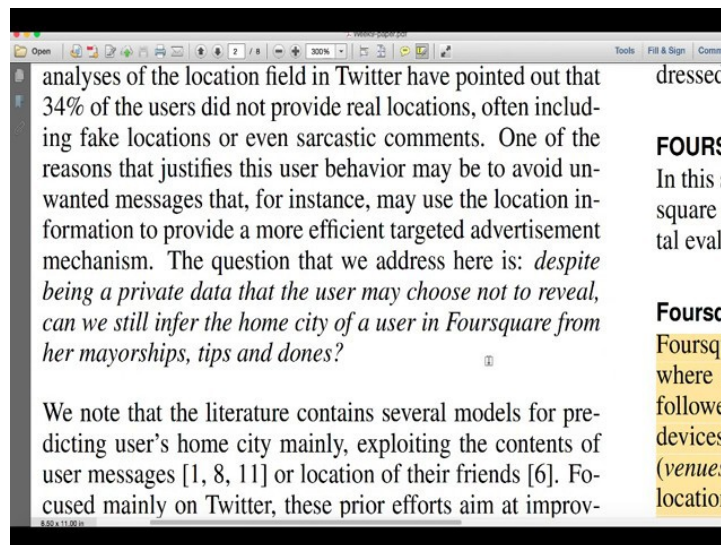 Week9-paper.pdf
Open 2 / 8 300% Tools Fill & Sign Comm
analyses of the location field in Twitter have pointed out that
34% of the users did not provide real locations, often includ-
ing fake locations or even sarcastic comments. One of the
reasons that justifies this user behavior may be to avoid un-
wanted messages that, for instance, may use the location in-
formation to provide a more efficient targeted advertisement
mechanism. The question that we address here is: despite
being a private data that the user may choose not to reveal,
can we still infer the home city of a user in Foursquare from
her mayorships, tips and dones?
We note that the literature contains several models for pre-
dicting user's home city mainly, exploiting the contents of
user messages [1, 8, 11] or location of their friends [6]. Fo-
cused mainly on Twitter, these prior efforts aim at improv-
8.50 x 11.00 in
dressed
FOURS
In this
square
tal eval
Foursq
Foursq
where
followe
devices
(venues
location